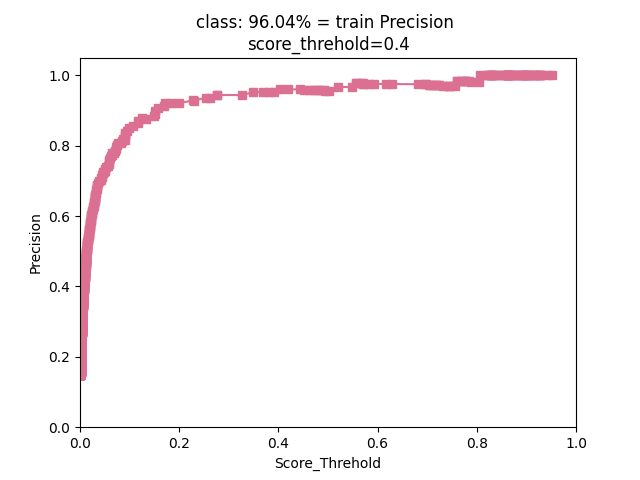 class: 96.04% = train Precision
score_threhold=0.4
1.0
0.8
0.6
0.4
0.2
0.0
Precision
0.0 0.2 0.4 0.6 0.8 1.0
Score_Threhold